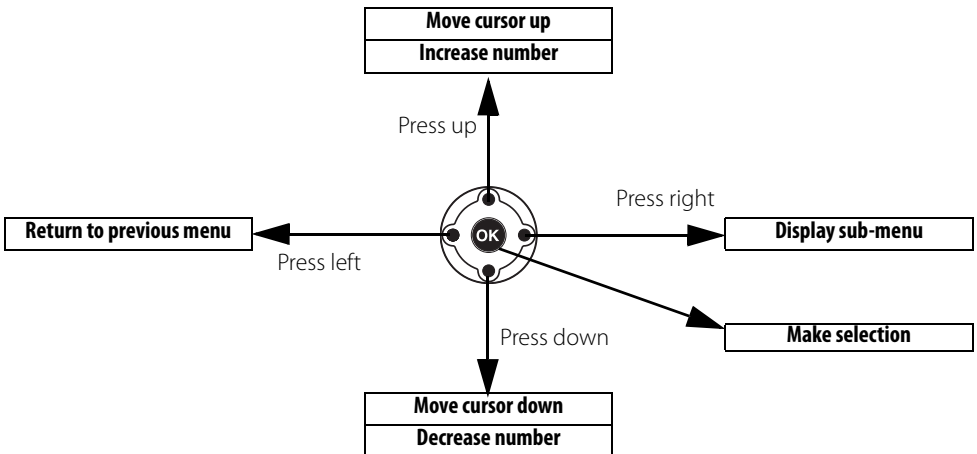 Move cursor up
Increase number
Press up
Press right
Return to previous menu
OK
Display sub-menu
Press left
Make selection
Press down
Move cursor down
Decrease number